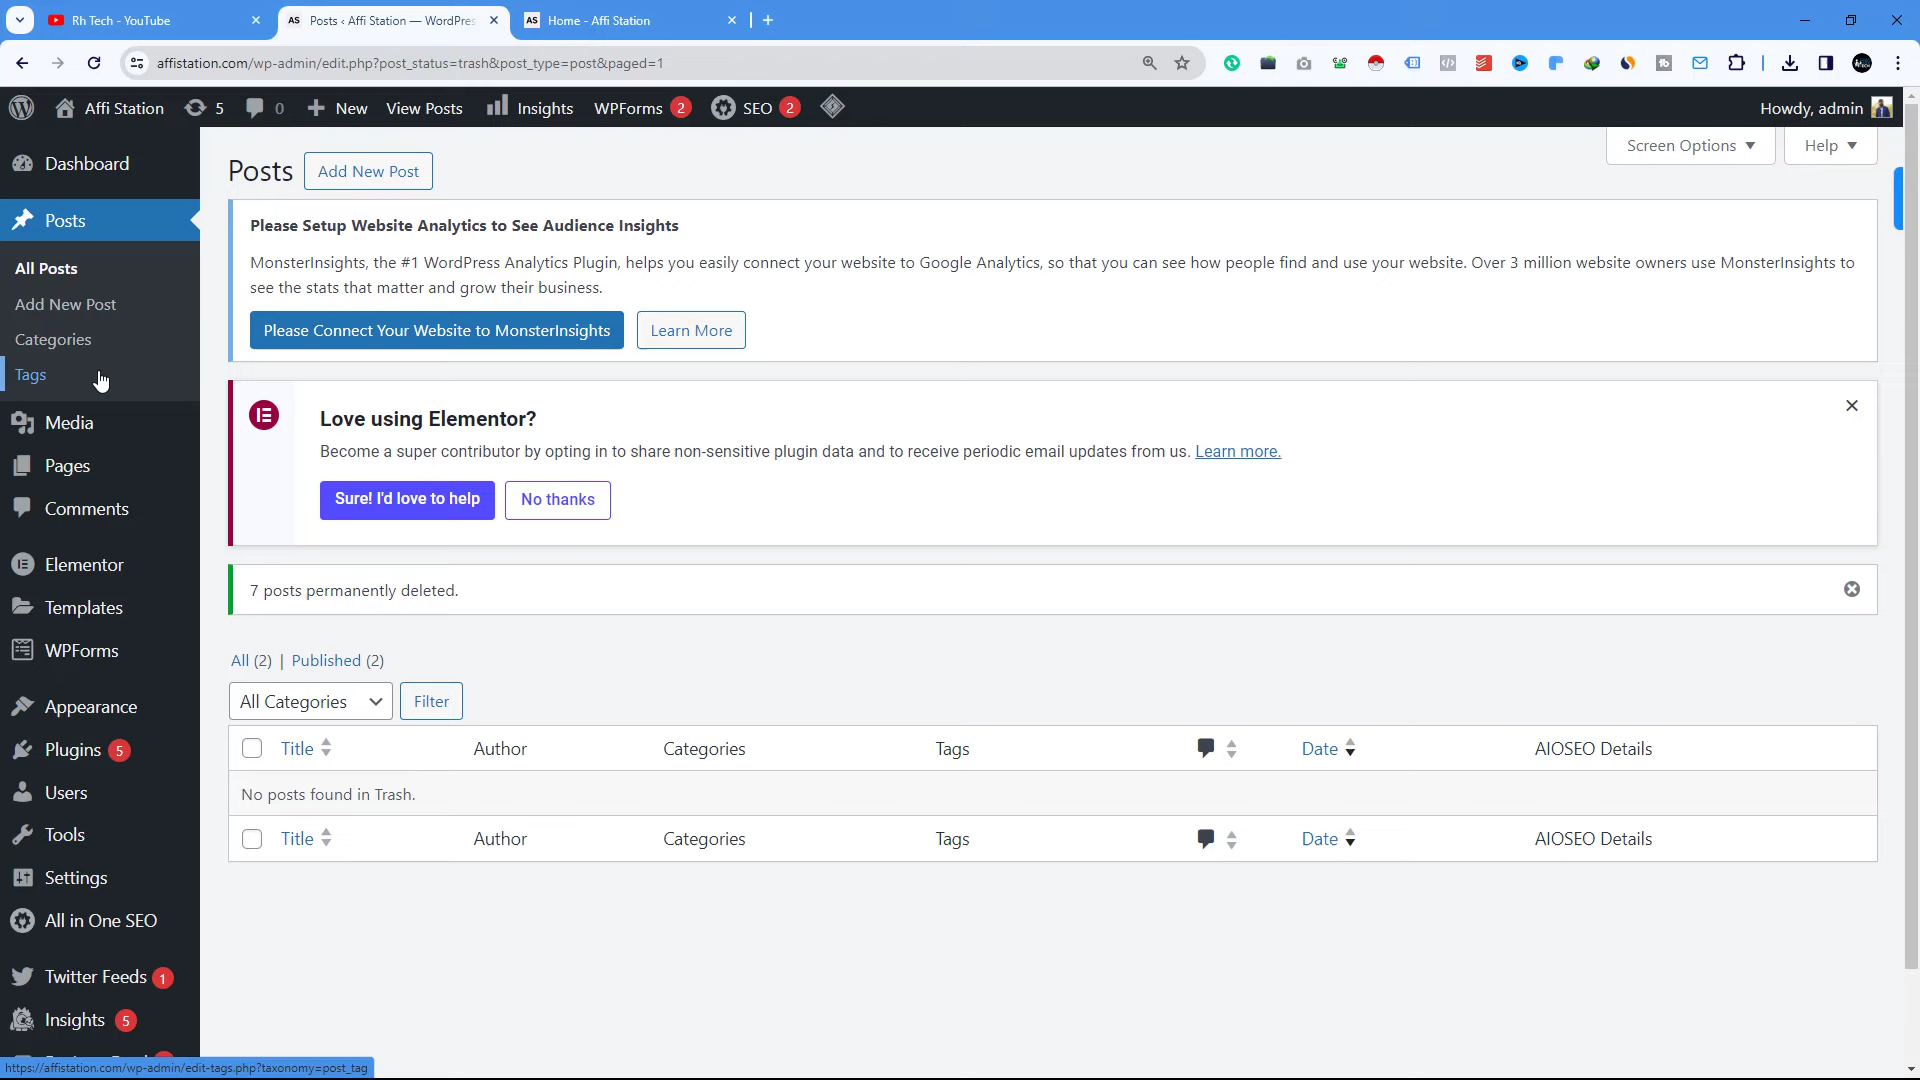 Rh Tech - YouTube
Posts ‹ Affi Station — WordPres
AS
Home - Affi Station
affistation.com/wp-admin/edit.php?post_status=trash&post_type=post&paged=1
Affi Station
5
0
New
View Posts
Insights
WPForms 2
SEO 2
Howdy, admin
Dashboard
Posts
All Posts
Add New Post
Categories
Tags
Media
Pages
Comments
Elementor
Templates
WPForms
Appearance
Plugins 5
Users
Tools
Settings
All in One SEO
Twitter Feeds 1
Insights 5
https://affistation.com/wp-admin/edit-tags.php?taxonomy=post_tag
Screen Options
Help
Posts
Add New Post
Please Setup Website Analytics to See Audience Insights
MonsterInsights, the #1 WordPress Analytics Plugin, helps you easily connect your website to Google Analytics, so that you can see how people find and use your website. Over 3 million website owners use MonsterInsights to
see the stats that matter and grow their business.
Please Connect Your Website to MonsterInsights
Learn More
Love using Elementor?
Become a super contributor by opting in to share non-sensitive plugin data and to receive periodic email updates from us. Learn more.
Sure! I'd love to help
No thanks
7 posts permanently deleted.
All (2) | Published (2)
All Categories
Filter
Title Author Categories Tags Date AIOSEO Details
No posts found in Trash.
Title Author Categories Tags Date AIOSEO Details